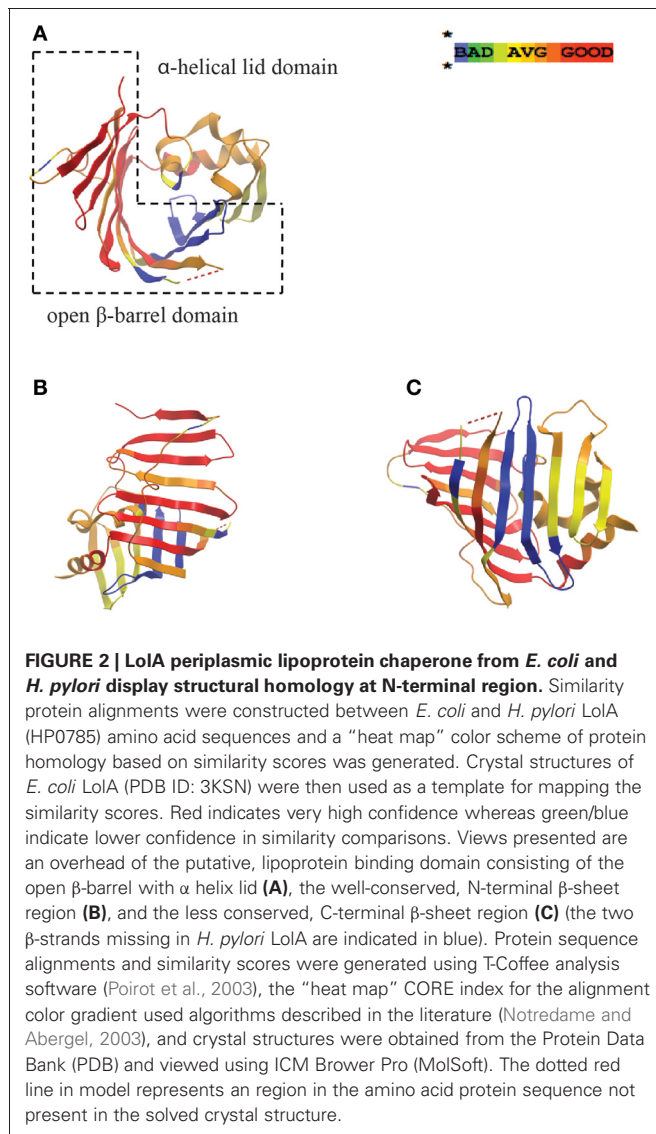 A
α-helical lid domain
* BAD AVG GOOD
*
open β-barrel domain
B
C
FIGURE 2 | LolA periplasmic lipoprotein chaperone from E. coli and
H. pylori display structural homology at N-terminal region. Similarity
protein alignments were constructed between E. coli and H. pylori LolA
(HP0785) amino acid sequences and a “heat map” color scheme of protein
homology based on similarity scores was generated. Crystal structures of
E. coli LolA (PDB ID: 3KSN) were then used as a template for mapping the
similarity scores. Red indicates very high confidence whereas green/blue
indicate lower confidence in similarity comparisons. Views presented are
an overhead of the putative, lipoprotein binding domain consisting of the
open β-barrel with α helix lid (A), the well-conserved, N-terminal β-sheet
region (B), and the less conserved, C-terminal β-sheet region (C) (the two
β-strands missing in H. pylori LolA are indicated in blue). Protein sequence
alignments and similarity scores were generated using T-Coffee analysis
software (Poirot et al., 2003), the “heat map” CORE index for the alignment
color gradient used algorithms described in the literature (Notredame and
Abergel, 2003), and crystal structures were obtained from the Protein Data
Bank (PDB) and viewed using ICM Brower Pro (MolSoft). The dotted red
line in model represents an region in the amino acid protein sequence not
present in the solved crystal structure.